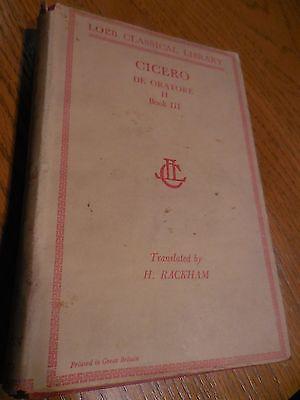 LOEB CLASSICAL LIBRARY
CICERO
DE ORATORE
II
Book III
LCL
Translated by
H. RACKHAM
Printed in Great Britain